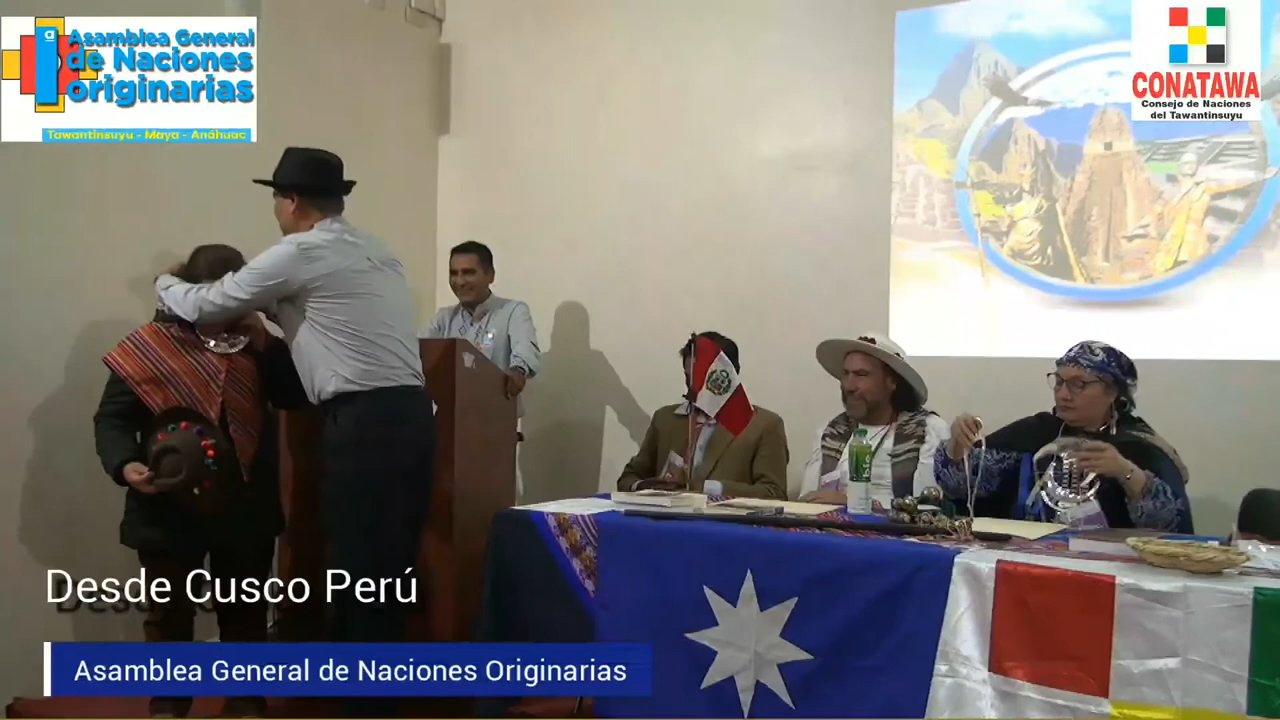 1ª
Asamblea General
de Naciones
originarias
Tawantinsuyu - Maya - Anáhuac
CONATAWA
Consejo de Naciones
del Tawantinsuyu
Desde Cusco Perú
Asamblea General de Naciones Originarias